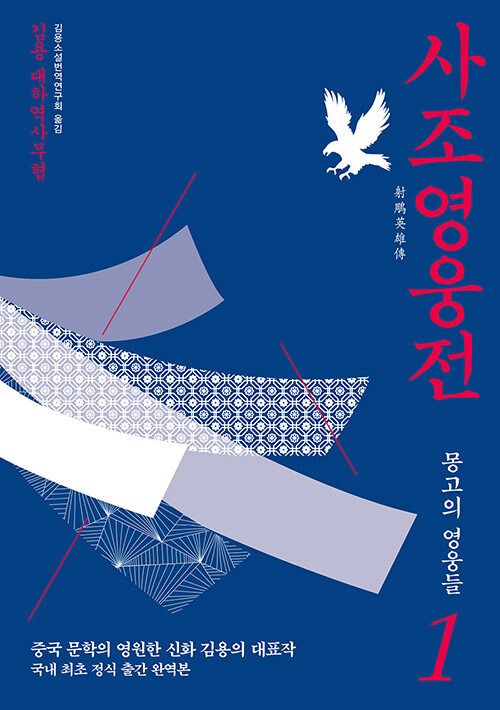 사조영웅전
射鵰英雄傳
몽고의 영웅들
1
김용 대하역사무협
김용소설번역연구회 옮김
중국 문학의 영원한 신화 김용의 대표작
국내 최초 정식 출간 완역본